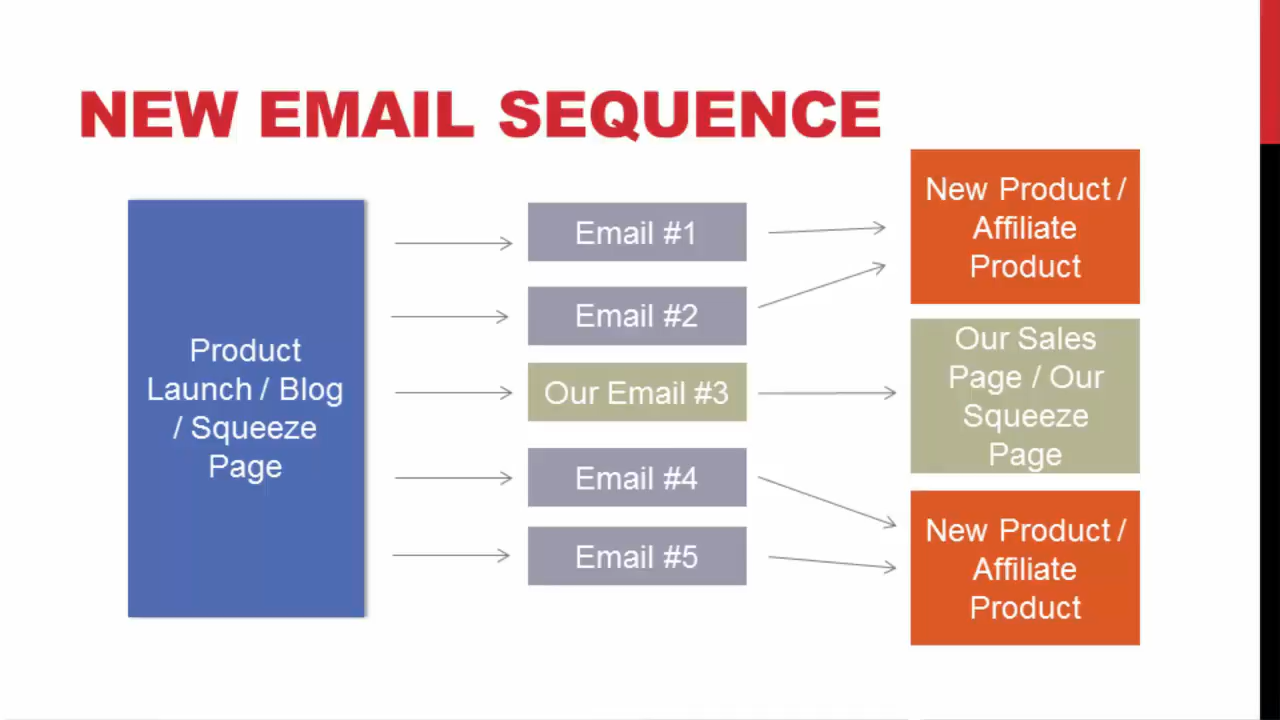 NEW EMAIL SEQUENCE
Product
Launch / Blog
/ Squeeze
Page
Email #1
Email #2
Our Email #3
Email #4
Email #5
New Product /
Affiliate
Product
Our Sales
Page / Our
Squeeze
Page
New Product /
Affiliate
Product